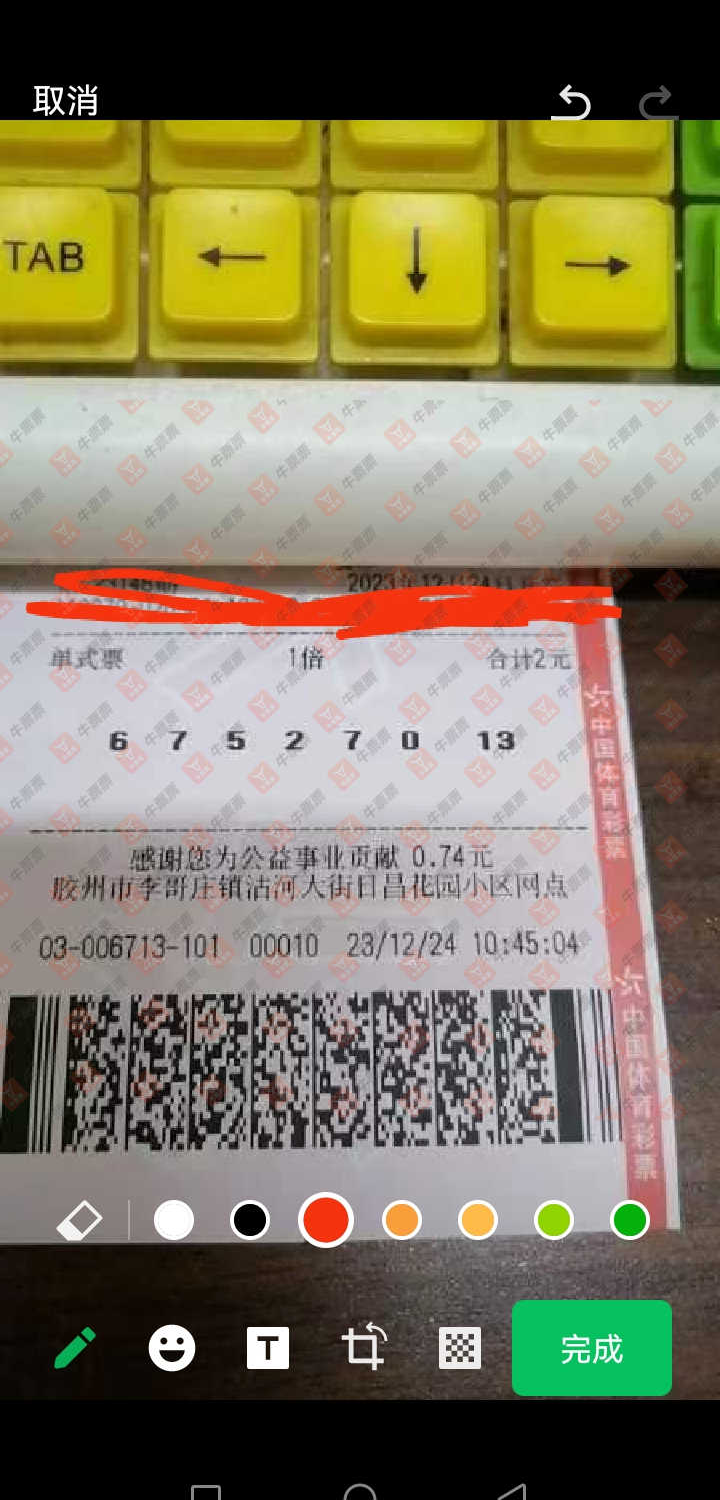 取消
TAB
单式票 1倍 合计2元
6 7 5 2 7 0 13
感谢您为公益事业贡献 0.74元
胶州市李哥庄镇沽河大街日昌花园小区网点
03-006713-101 00010 23/12/24 10:45:04
中国体育彩票
中国体育彩票
牛票票
T
完成